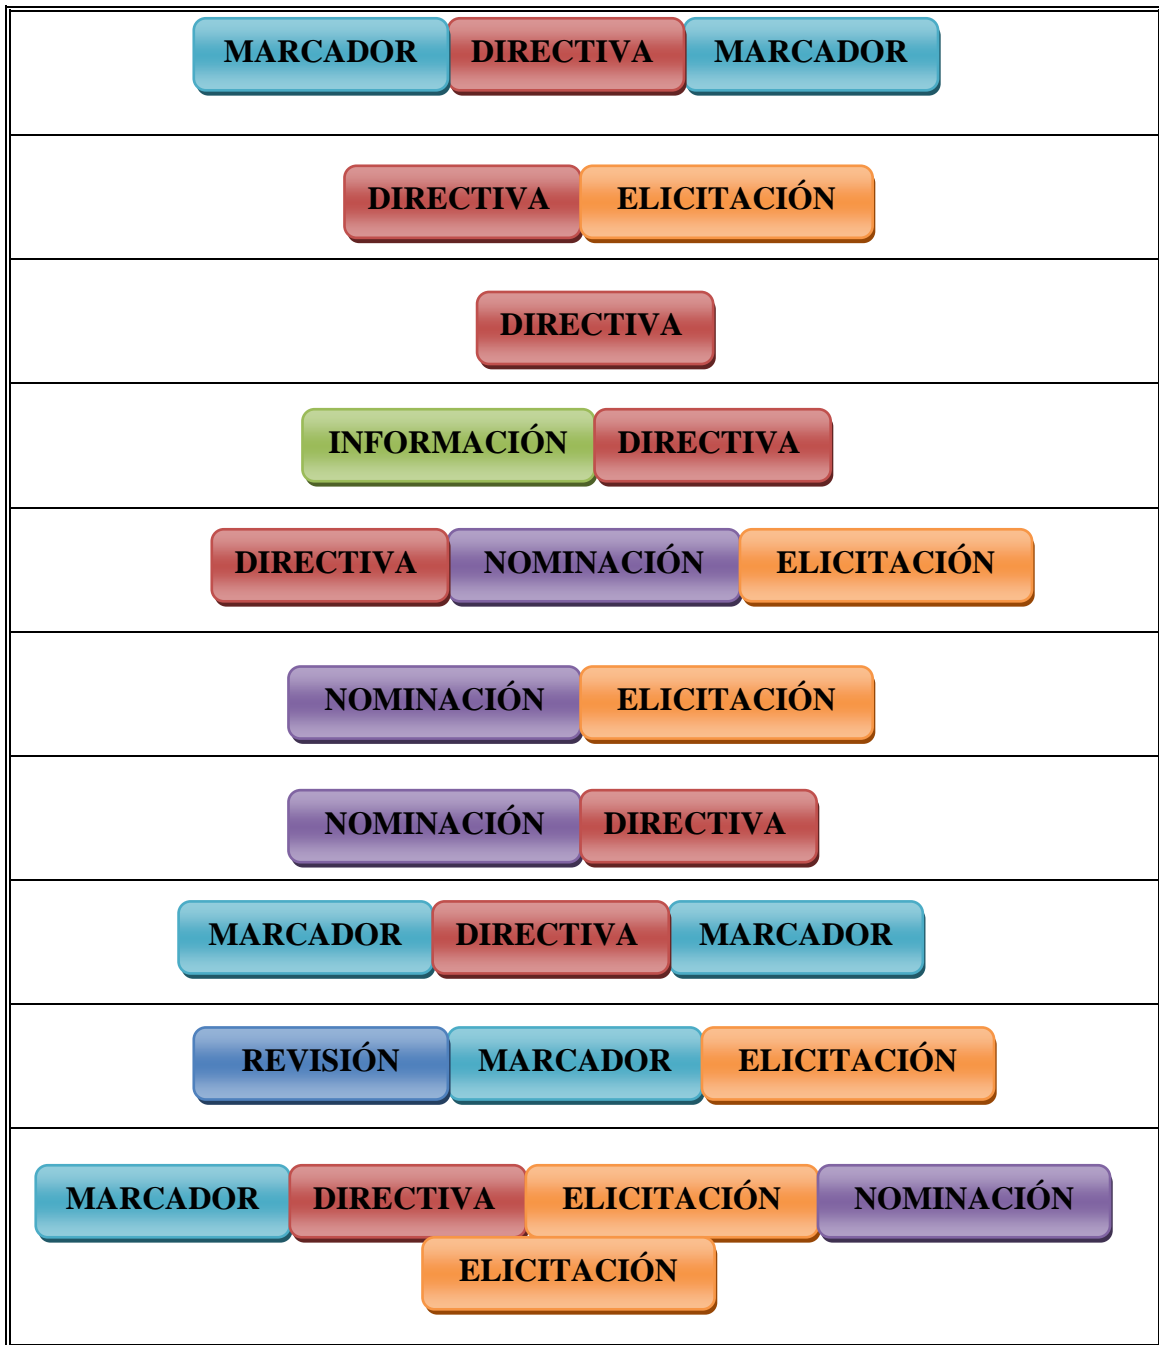 MARCADOR DIRECTIVA MARCADOR
DIRECTIVA ELICITACIÓN
DIRECTIVA
INFORMACIÓN DIRECTIVA
DIRECTIVA NOMINACIÓN ELICITACIÓN
NOMINACIÓN ELICITACIÓN
NOMINACIÓN DIRECTIVA
MARCADOR DIRECTIVA MARCADOR
REVISIÓN MARCADOR ELICITACIÓN
MARCADOR DIRECTIVA ELICITACIÓN NOMINACIÓN
ELICITACIÓN